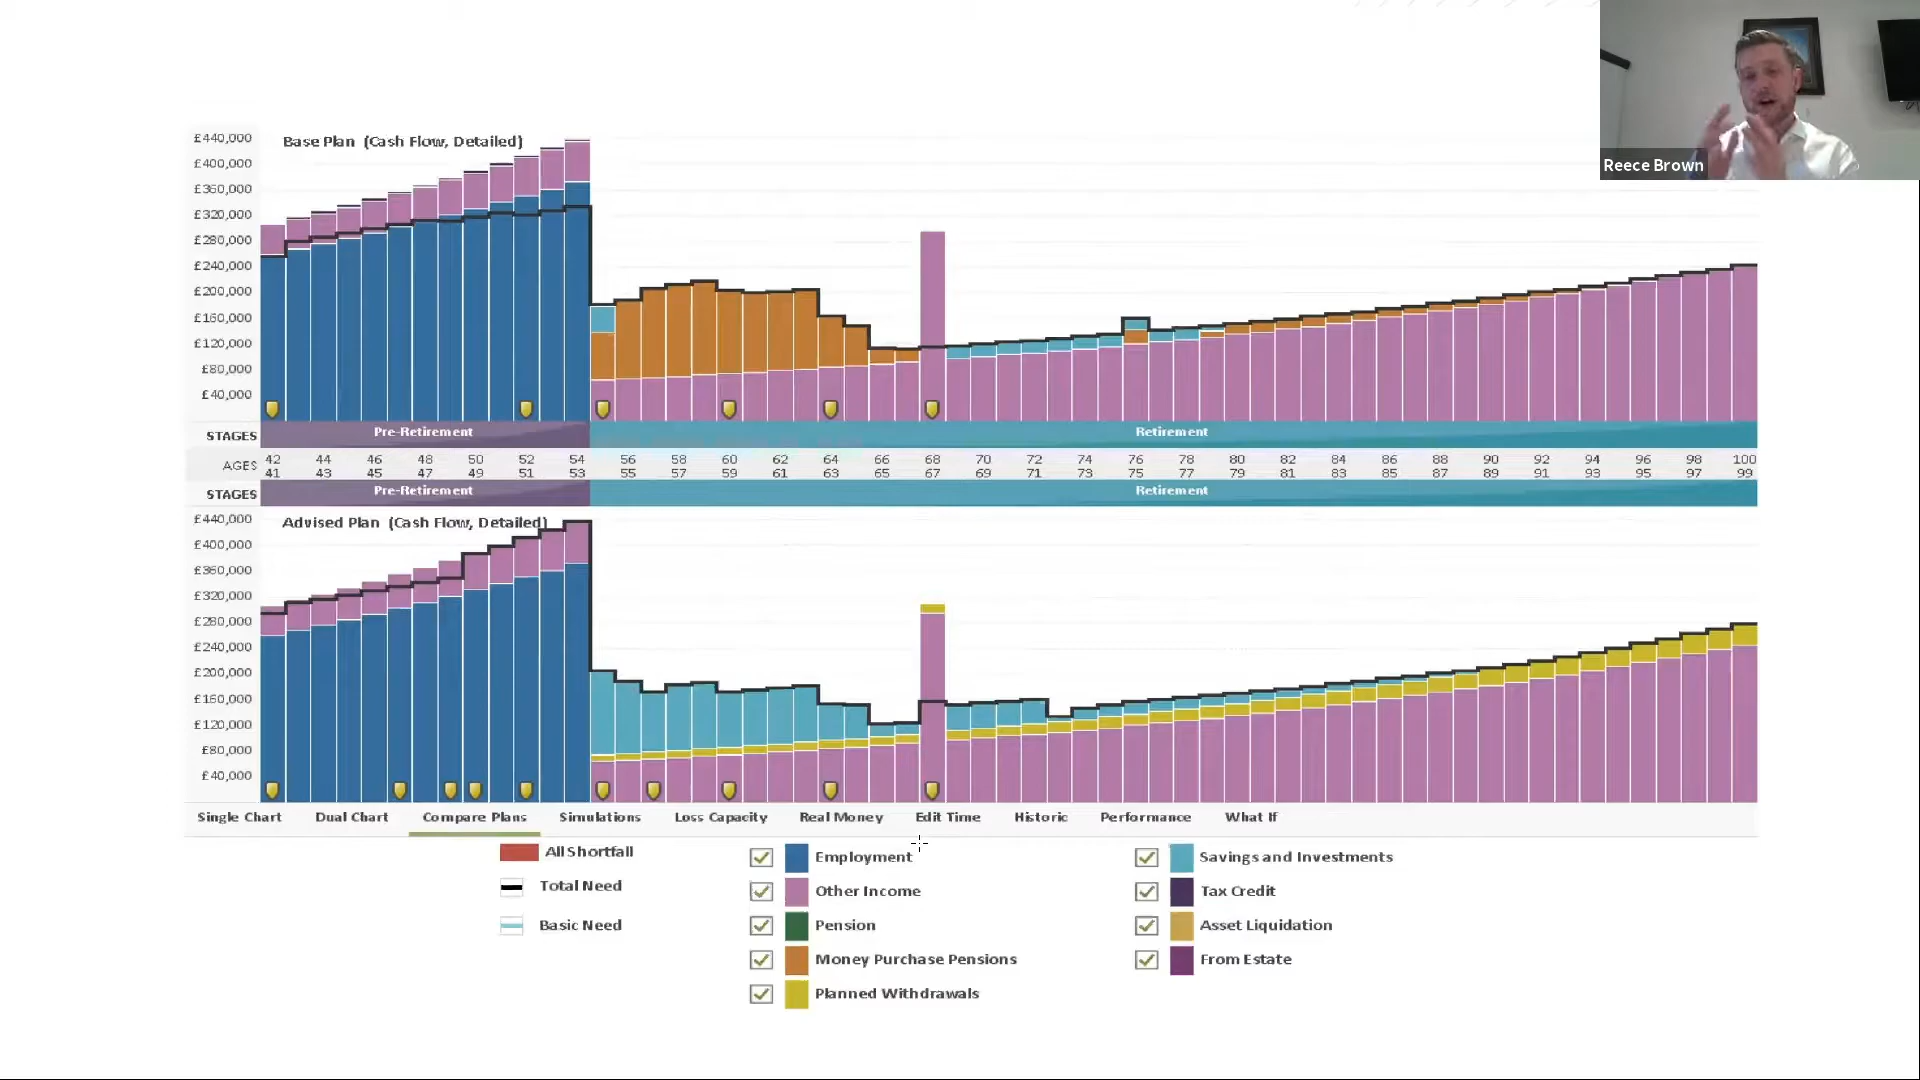 Reece Brown
Base Plan (Cash Flow, Detailed)
£440,000
£400,000
£360,000
£320,000
£280,000
£240,000
£200,000
£160,000
£120,000
£80,000
£40,000
STAGES Pre-Retirement Retirement
AGES 42 44 46 48 50 52 54 56 58 60 62 64 66 68 70 72 74 76 78 80 82 84 86 88 90 92 94 96 98 100
41 43 45 47 49 51 53 55 57 59 61 63 65 67 69 71 73 75 77 79 81 83 85 87 89 91 93 95 97 99
STAGES Pre-Retirement Retirement
Advised Plan (Cash Flow, Detailed)
£440,000
£400,000
£360,000
£320,000
£280,000
£240,000
£200,000
£160,000
£120,000
£80,000
£40,000
Single Chart Dual Chart Compare Plans Simulations Loss Capacity Real Money Edit Time Historic Performance What If
All Shortfall
Total Need
Basic Need
Employment
Other Income
Pension
Money Purchase Pensions
Planned Withdrawals
Savings and Investments
Tax Credit
Asset Liquidation
From Estate